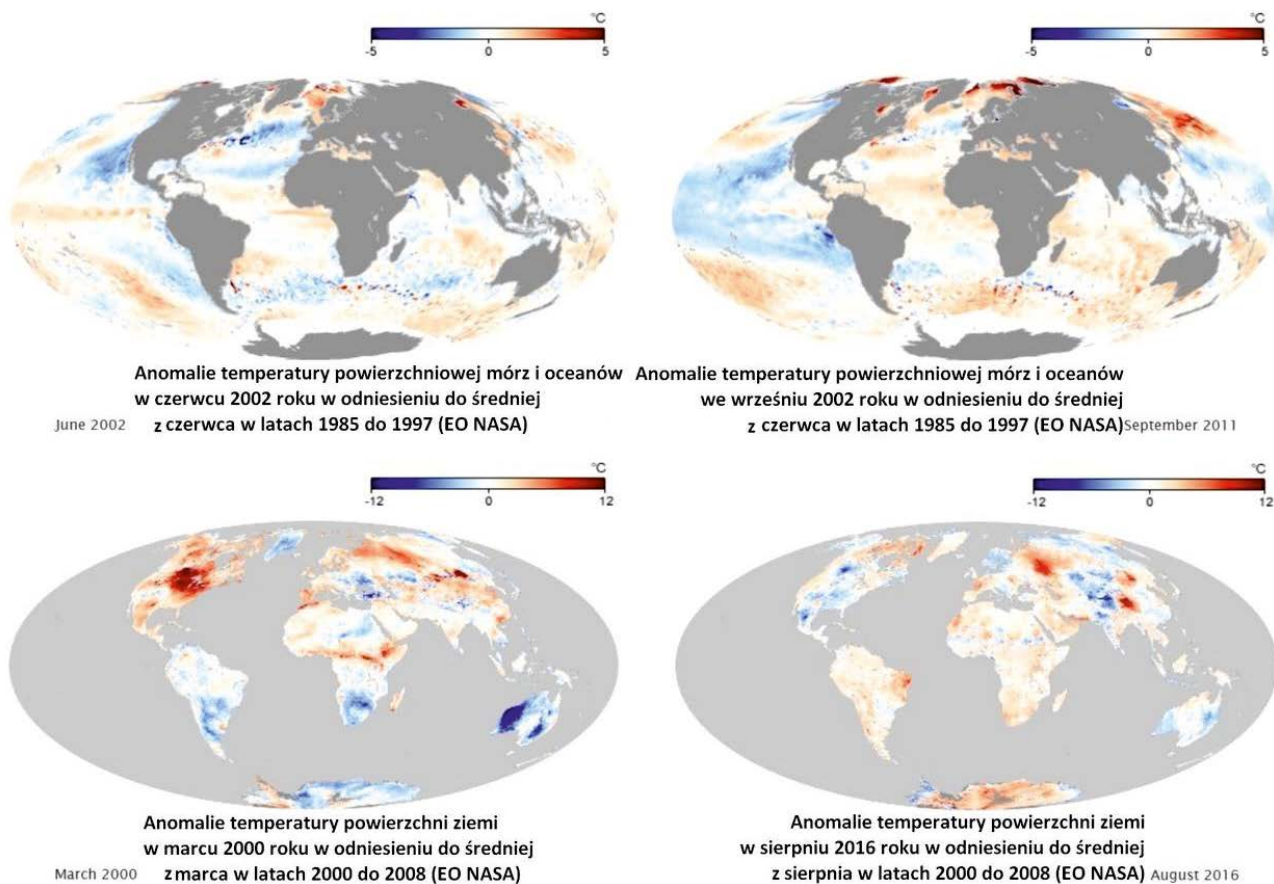 °C
-5 0 5
°C
-5 0 5
Anomalie temperatury powierzchniowej mórz i oceanów
w czerwcu 2002 roku w odniesieniu do średniej
z czerwca w latach 1985 do 1997 (EO NASA)
June 2002
Anomalie temperatury powierzchniowej mórz i oceanów
we wrześniu 2002 roku w odniesieniu do średniej
z czerwca w latach 1985 do 1997 (EO NASA)
September 2011
°C
-12 0 12
°C
-12 0 12
Anomalie temperatury powierzchni ziemi
w marcu 2000 roku w odniesieniu do średniej
z marca w latach 2000 do 2008 (EO NASA)
March 2000
Anomalie temperatury powierzchni ziemi
w sierpniu 2016 roku w odniesieniu do średniej
z sierpnia w latach 2000 do 2008 (EO NASA)
August 2016